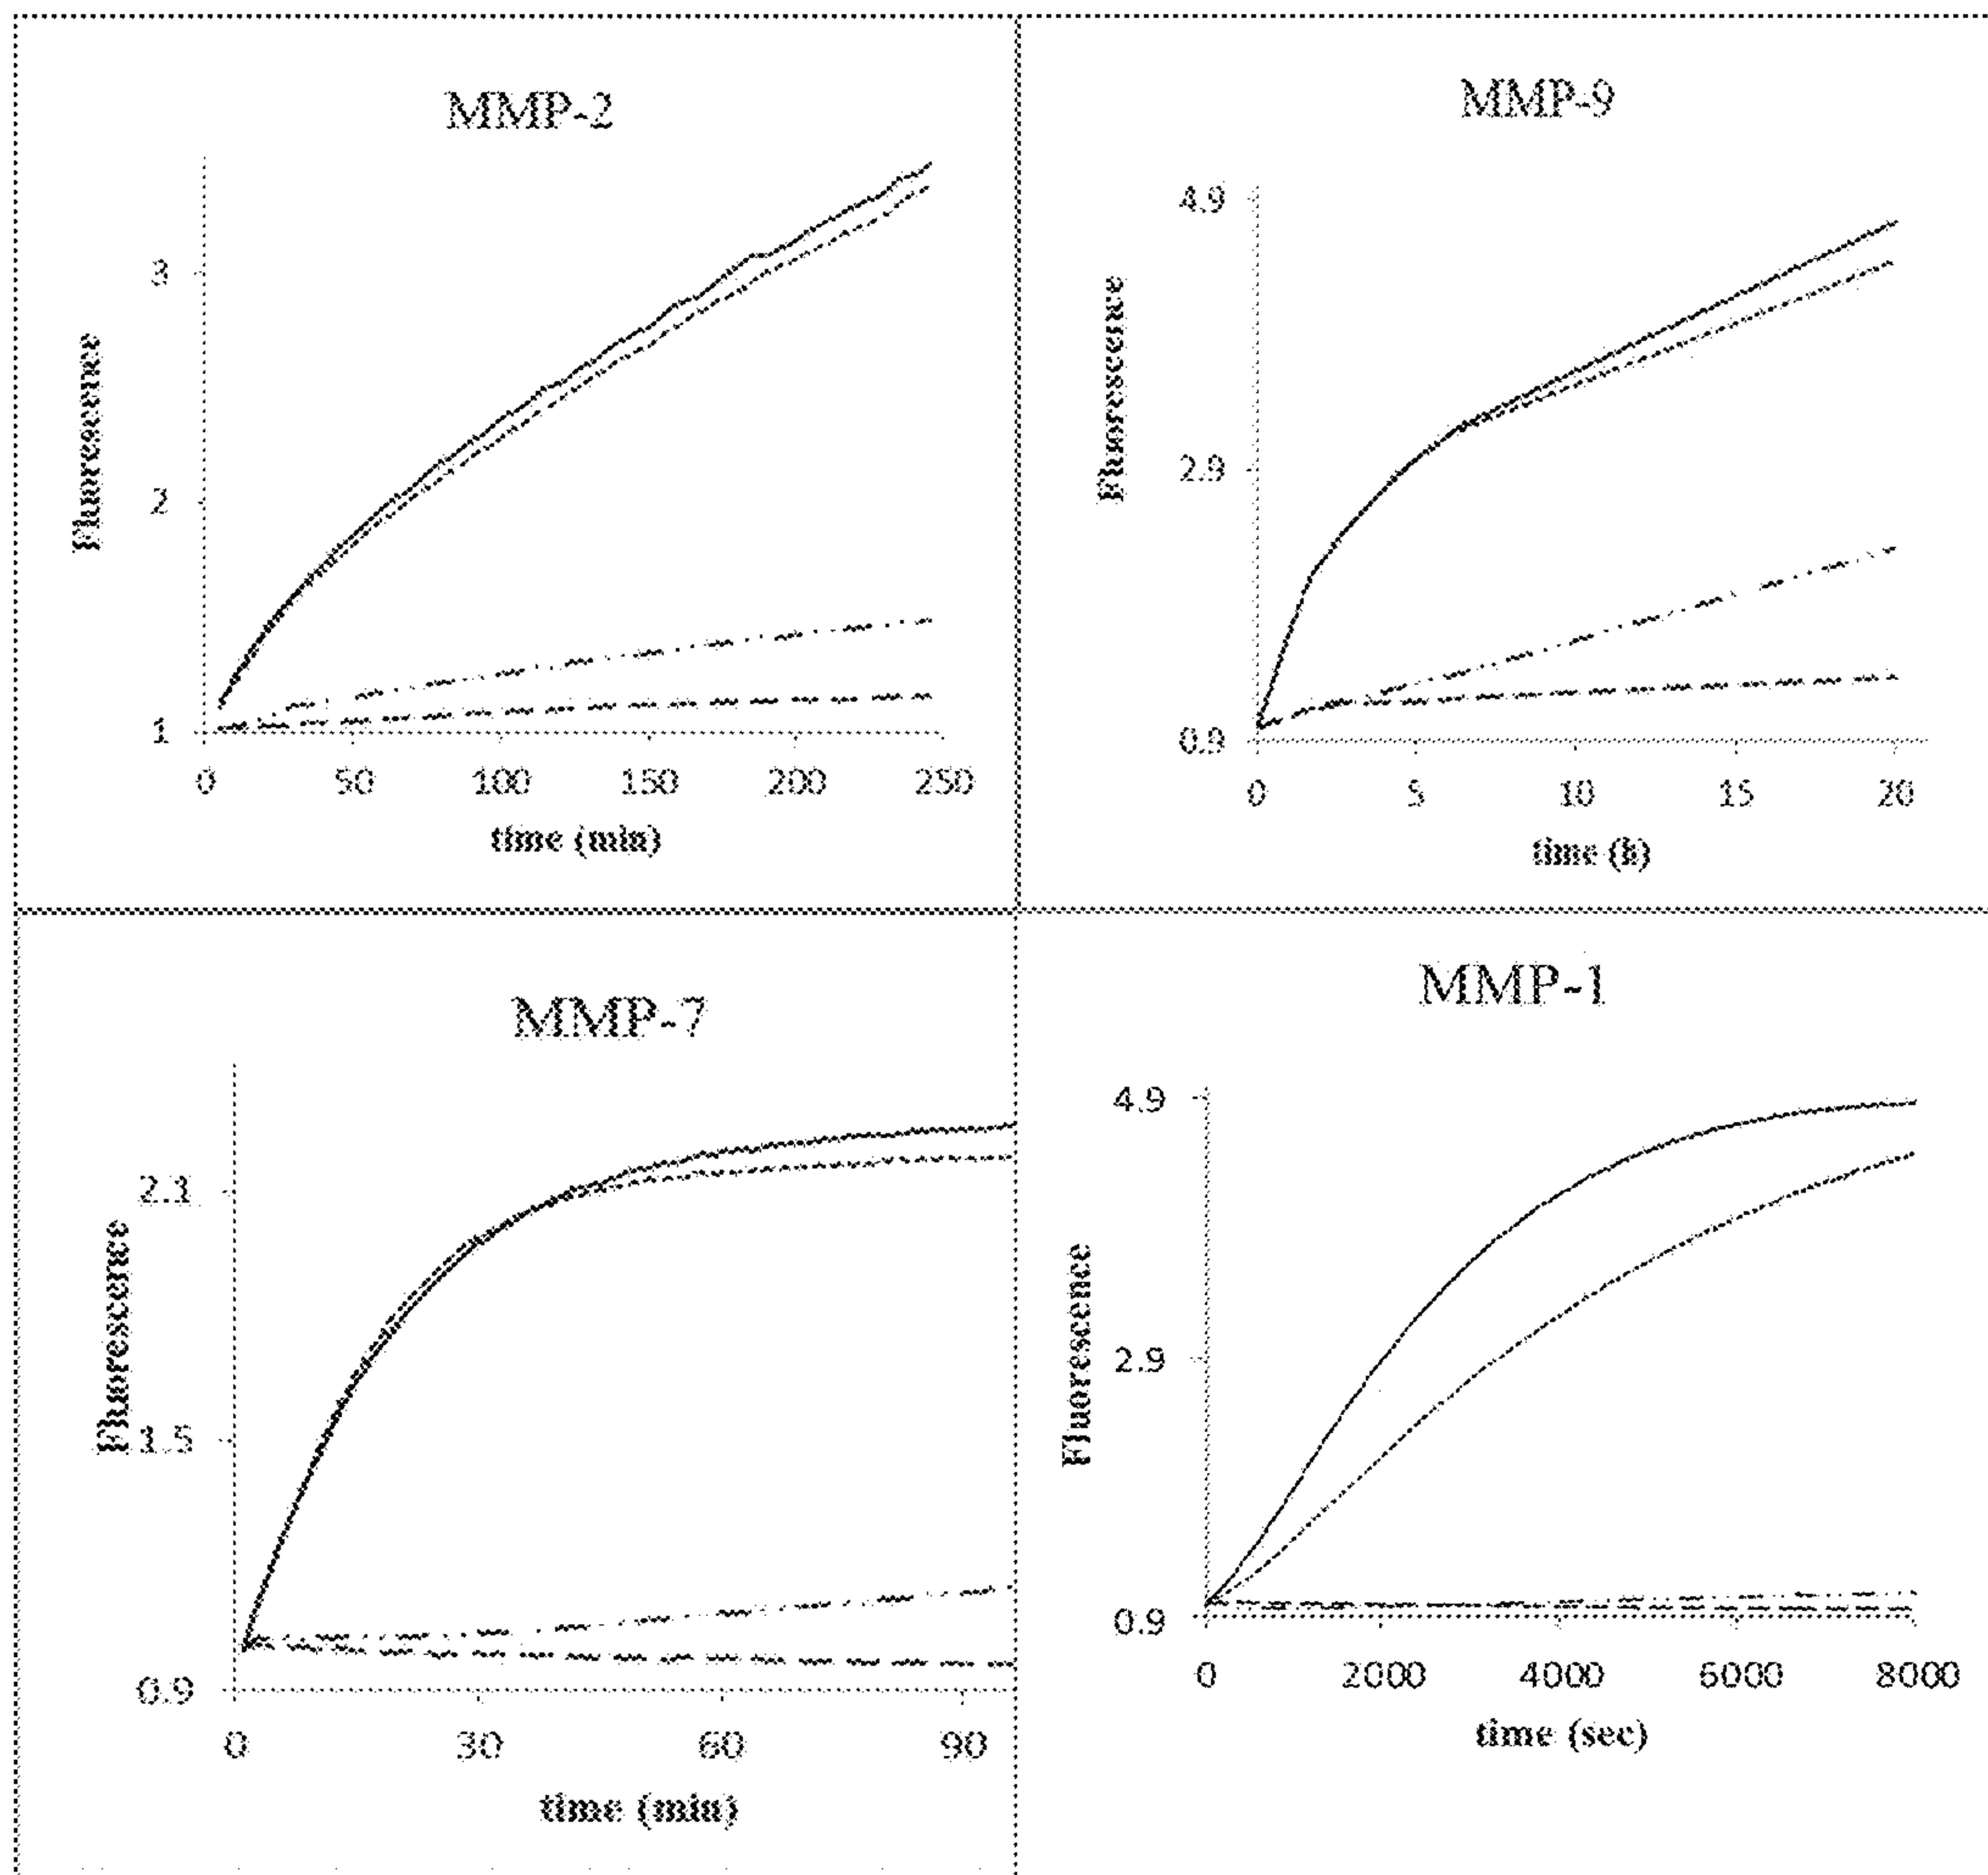 MMP-2
Fluorescence
3
2
1
0 50 100 150 200 250
time (min)
MMP-9
Fluorescence
4.9
2.9
0.9
0 5 10 15 20
time (h)
MMP-7
Fluorescence
2.1
1.5
0.9
0 30 60 90
time (min)
MMP-1
Fluorescence
4.9
2.9
0.9
0 2000 4000 6000 8000
time (sec)